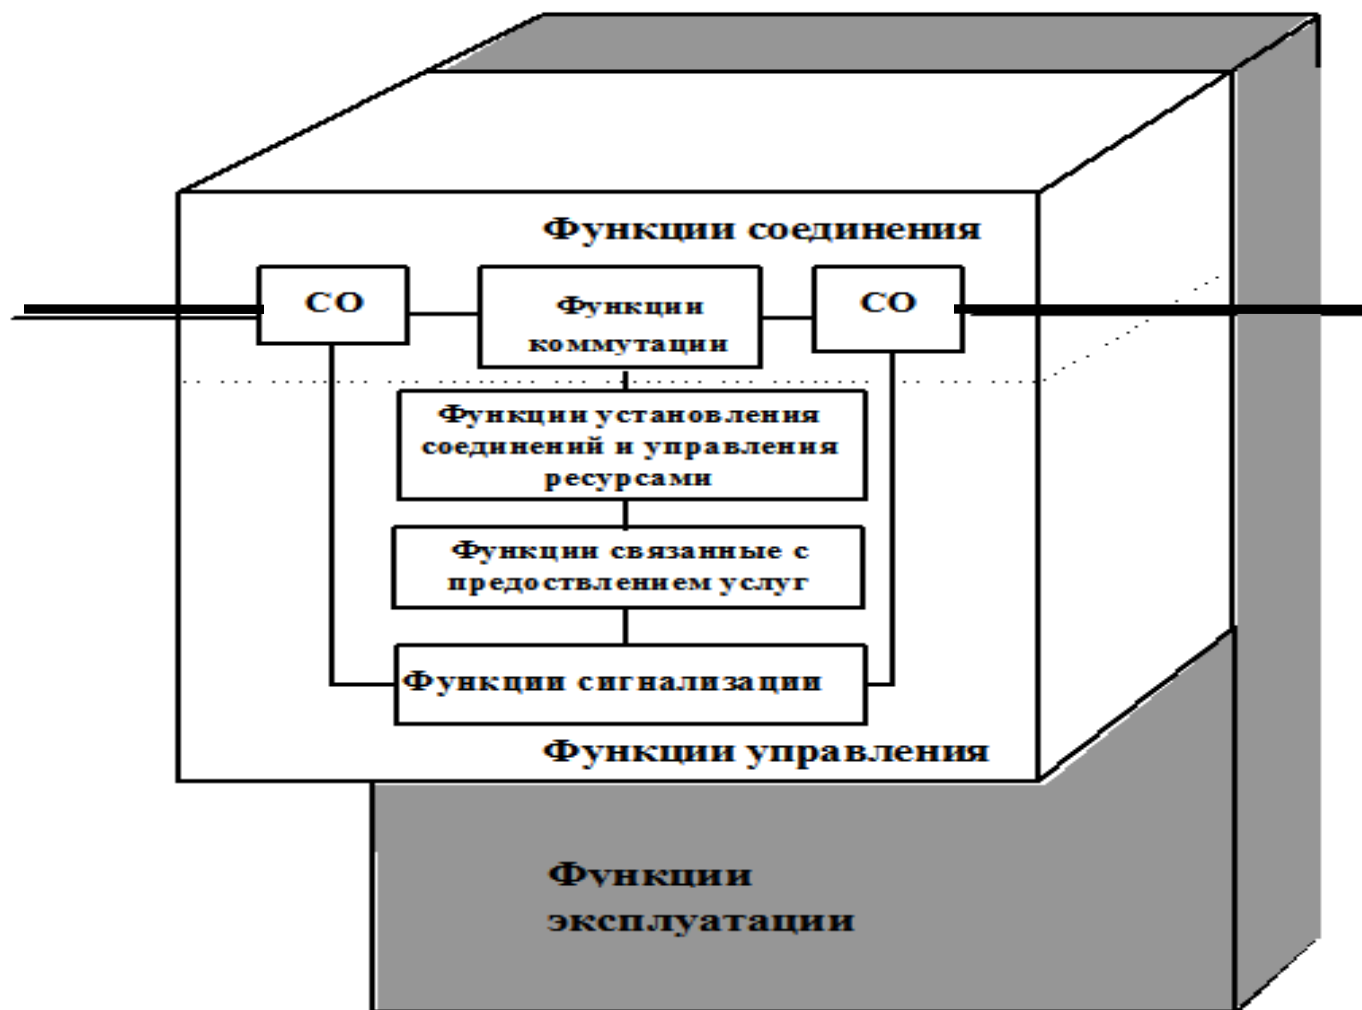 Функции соединения
СО
Функции
коммутации
СО
Функции установления
соединений и управления
ресурсами
Функции связанные с
предоствлением услуг
Функции сигнализации
Функции управления
Функции
эксплуатации